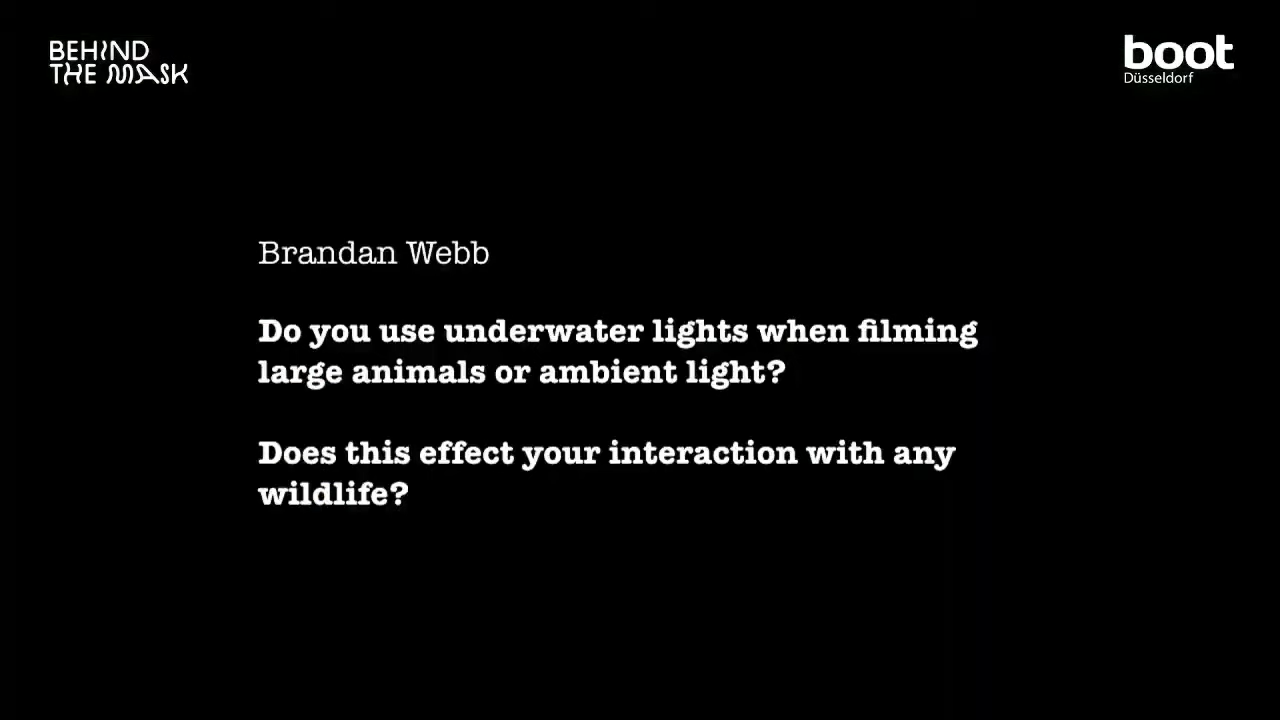 BEHIND
THE MASK
boot
Düsseldorf
Brandan Webb
Do you use underwater lights when filming
large animals or ambient light?
Does this effect your interaction with any
wildlife?